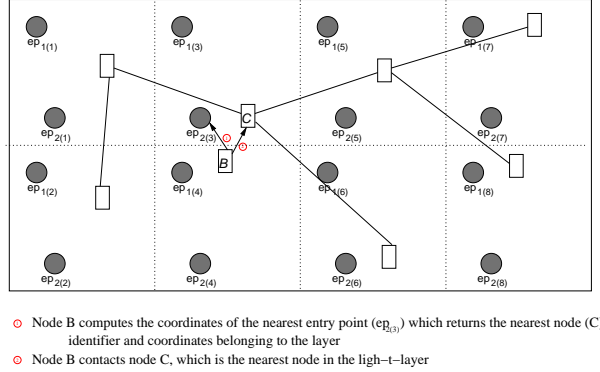 ep1(1)
ep1(3)
ep1(5)
ep1(7)
C
ep2(1)
ep2(3)
ep2(5)
ep2(7)
B
ep1(2)
ep1(4)
ep1(6)
ep1(8)
ep2(2)
ep2(4)
ep2(6)
ep2(8)
Node B computes the coordinates of the nearest entry point (ep2(3)) which returns the nearest node (C
identifier and coordinates belonging to the layer
Node B contacts node C, which is the nearest node in the ligh−t−layer